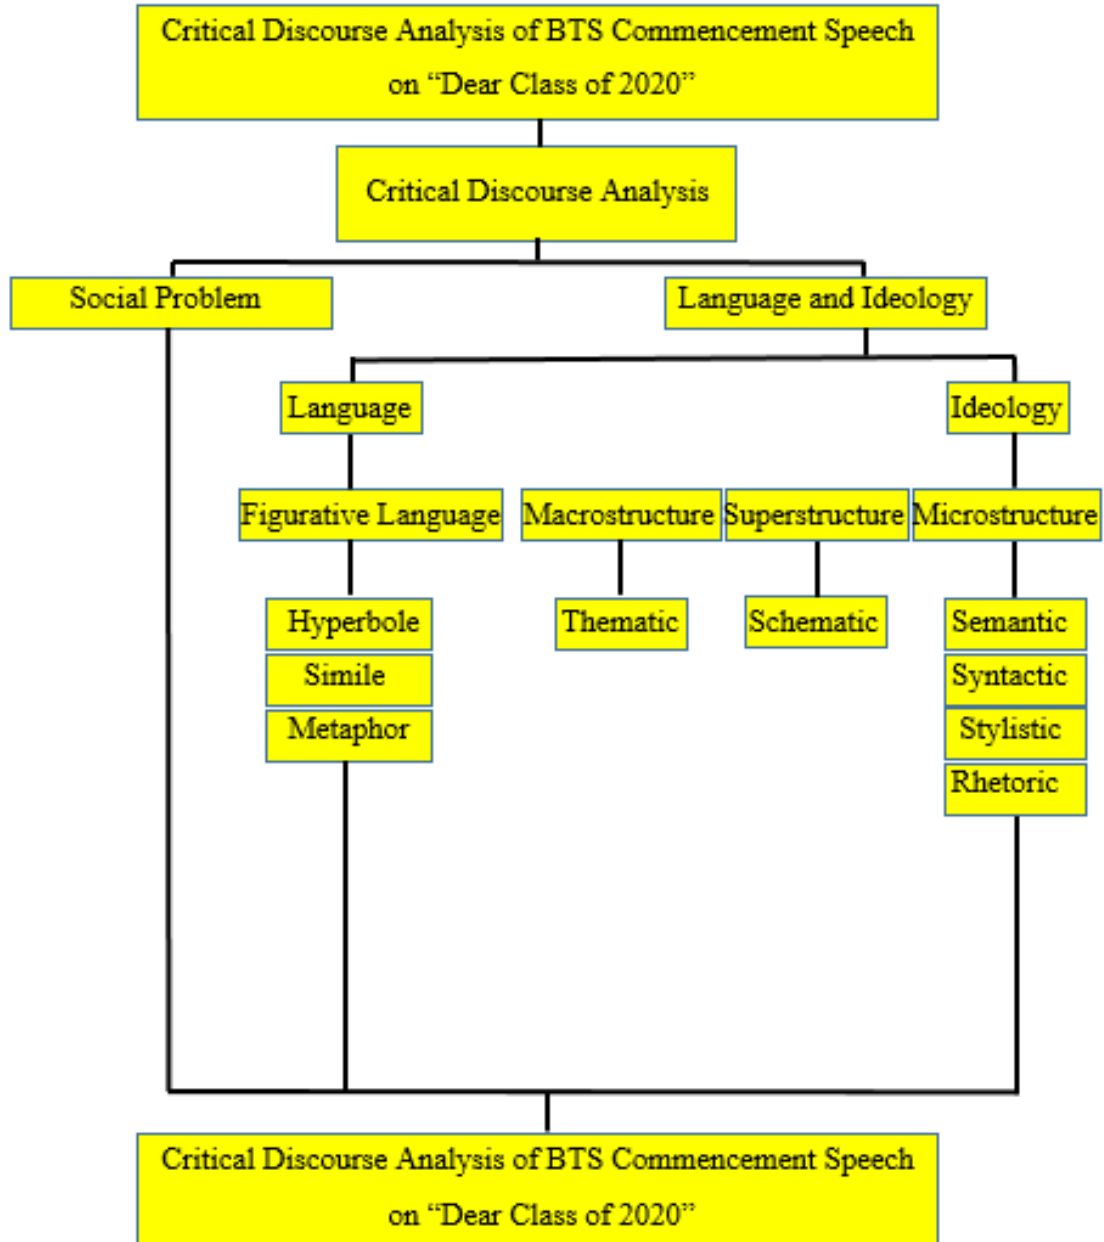 Critical Discourse Analysis of BTS Commencement Speech
on “Dear Class of 2020”
Critical Discourse Analysis
Social Problem
Language and Ideology
Language
Ideology
Figurative Language
Macrostructure
Superstructure
Microstructure
Hyperbole
Simile
Metaphor
Thematic
Schematic
Semantic
Syntactic
Stylistic
Rhetoric
Critical Discourse Analysis of BTS Commencement Speech
on “Dear Class of 2020”